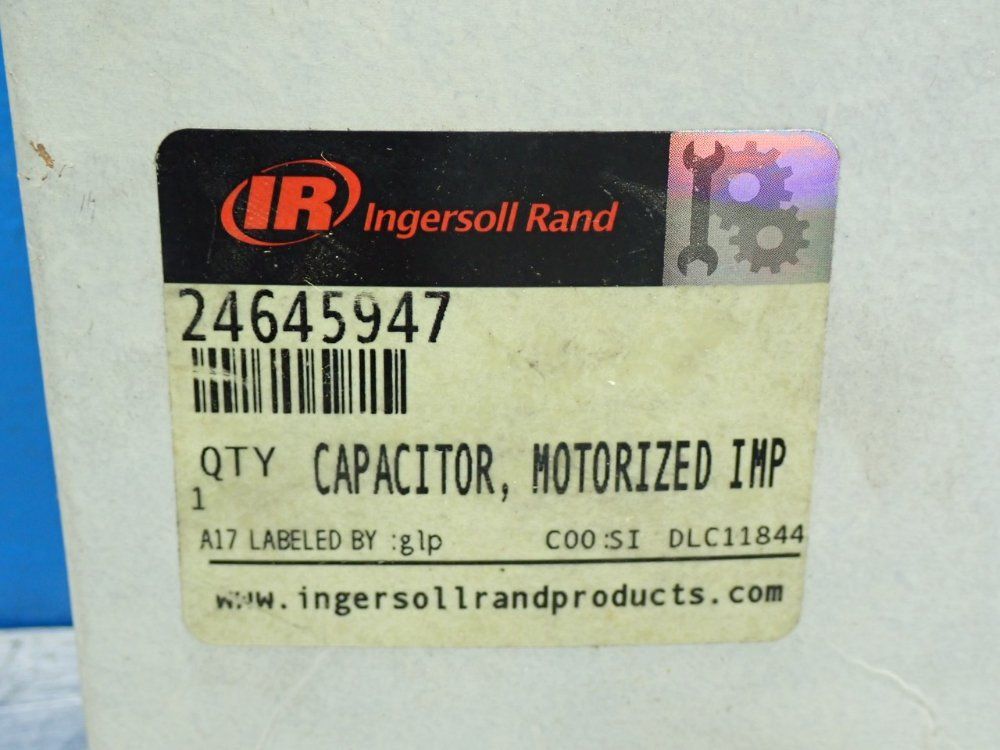 IR Ingersoll Rand
24645947
QTY CAPACITOR, MOTORIZED IMP
1
A17 LABELED BY :glp COO:SI DLC11844
www.ingersollrandproducts.com